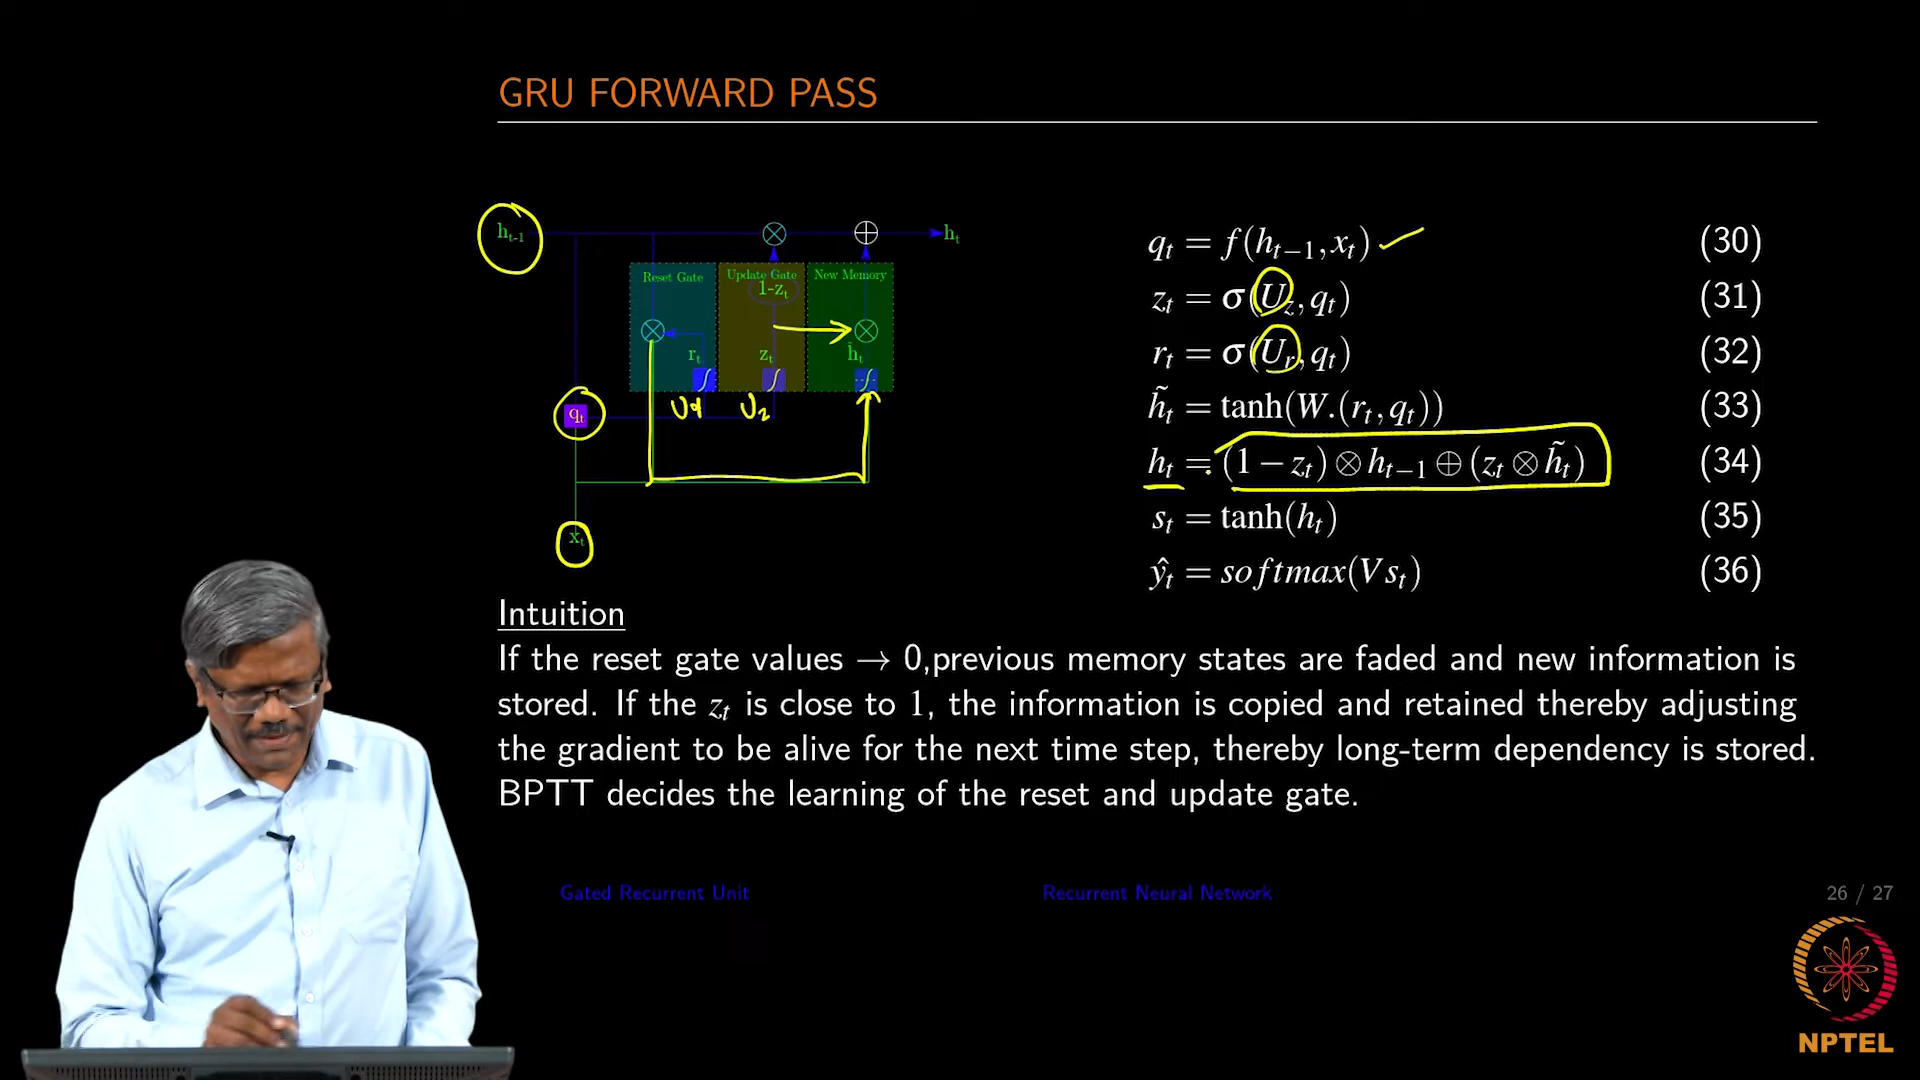 GRU FORWARD PASS
h_{t-1}
h_t
Reset Gate
Update Gate
New Memory
1-z_t
r_t
z_t
h̃_t
q_t
U_r
U_z
x_t
q_t = f(h_{t-1}, x_t) (30)
z_t = σ(U_z, q_t) (31)
r_t = σ(U_r, q_t) (32)
h̃_t = tanh(W.(r_t, q_t)) (33)
h_t = (1 − z_t) ⊗ h_{t−1} ⊕ (z_t ⊗ h̃_t) (34)
s_t = tanh(h_t) (35)
ŷ_t = softmax(V s_t) (36)
Intuition
If the reset gate values → 0,previous memory states are faded and new information is
stored. If the z_t is close to 1, the information is copied and retained thereby adjusting
the gradient to be alive for the next time step, thereby long-term dependency is stored.
BPTT decides the learning of the reset and update gate.
Gated Recurrent Unit
Recurrent Neural Network
26 / 27
NPTEL